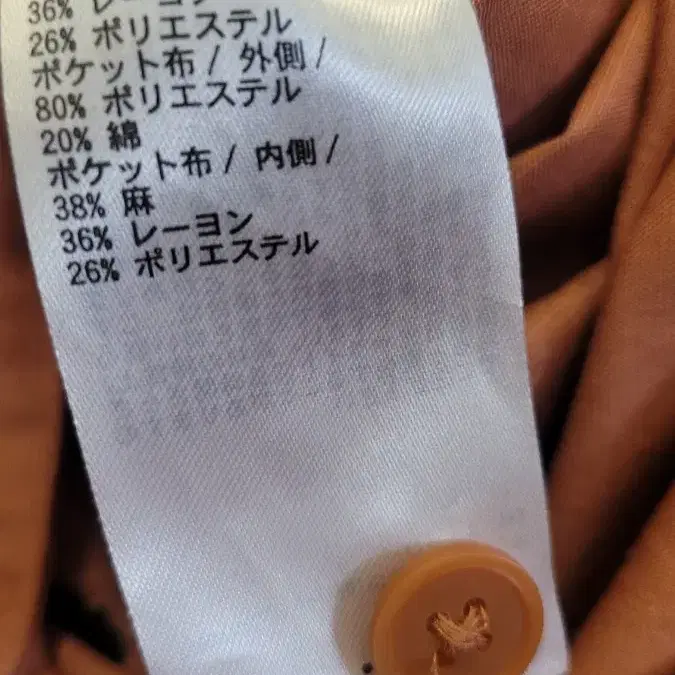 36% レーヨン
26% ポリエステル
ポケット布 / 外側 /
80% ポリエステル
20% 綿
ポケット布 / 内側 /
38% 麻
36% レーヨン
26% ポリエステル